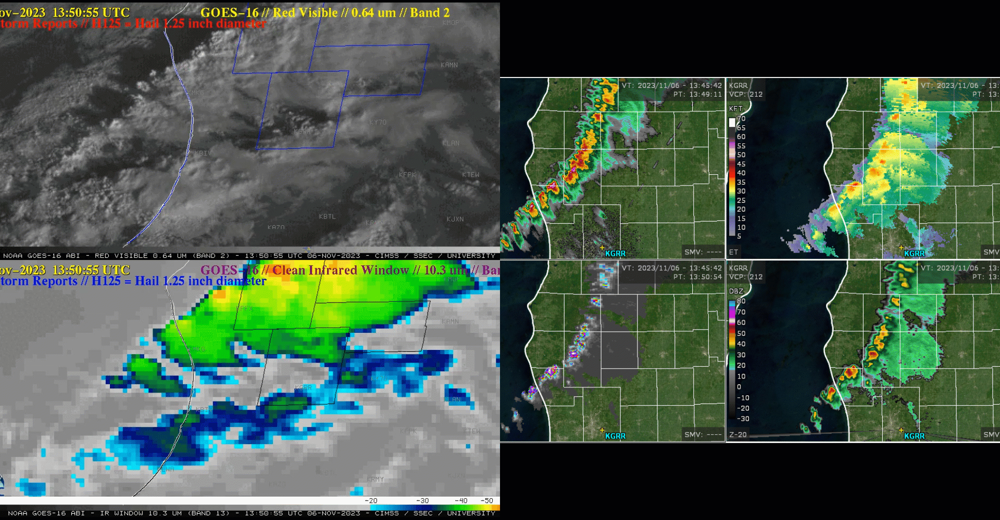 ov-2023 13:50:55 UTC
GOES-16 // Red Visible // 0.64 um // Band 2
torm Reports // H125 = Hail 1.25 inch diameter
KMOP
KAMN
KMKG
KY70
KLAN
KBIV
KFPK
KTEW
KBTL
KJXN
KAZO
NOAA GOES-16 ABI - RED VISIBLE 0.64 UM (BAND 2) - 13:50:55 UTC 06-NOV-2023 - CIMSS / SSEC / UNIVERSITY
ov-2023 13:50:55 UTC
GOES-16 // Clean Infrared Window // 10.3 um // Ba
torm Reports // H125 = Hail 1.25 inch diameter
KFFX
KAMN
KGRR
KTEW
KRMY
-20
-30
-40
-50
NOAA GOES-16 ABI - IR WINDOW 10.3 UM (BAND 13) - 13:50:55 UTC 06-NOV-2023 - CIMSS / SSEC / UNIVERSITY
VT: 2023/11/06 - 13:45:42
PT: 13:49:11
KGRR
SMV: ----
KGRR
VCP: 212
VT: 2023/11/06 - 13:
PT: 13:
KFT
70
65
60
55
50
45
40
35
30
25
20
15
10
5
ET
KGRR
SMV
VT: 2023/11/06 - 13:45:42
PT: 13:50:54
KGRR
SMV: ----
KGRR
VCP: 212
VT: 2023/11/06 - 13:
PT: 13:
DBZ
80
70
60
50
40
30
20
10
0
-10
-20
-30
Z-20
KGRR
SMV